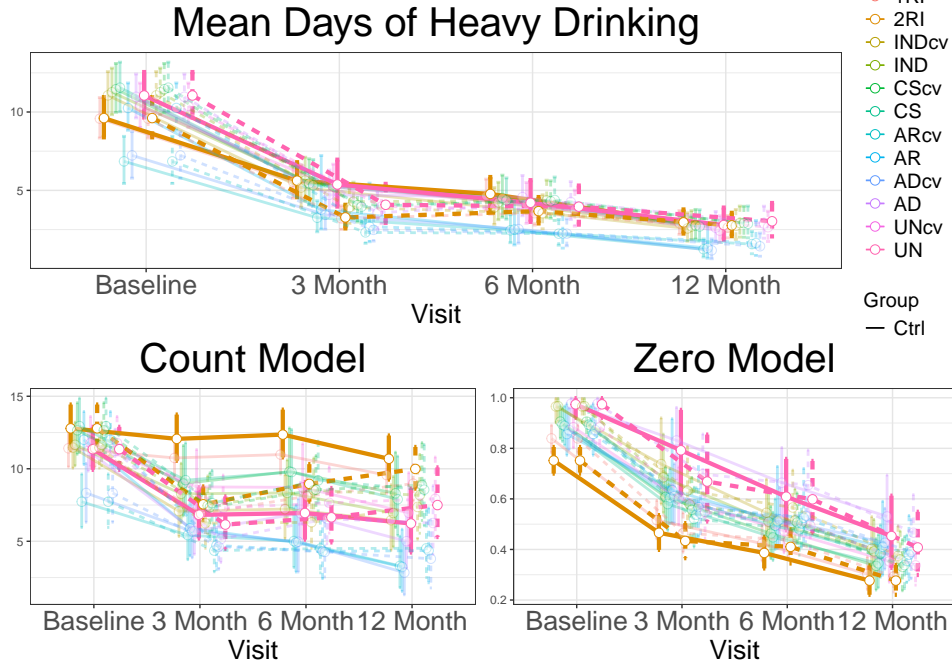 Mean Days of Heavy Drinking
10
5
Baseline 3 Month 6 Month 12 Month
Visit
2RI
INDcv
IND
CScv
CS
ARcv
AR
ADcv
AD
UNcv
UN
Group
Ctrl
Count Model
15
10
5
Baseline 3 Month 6 Month 12 Month
Visit
Zero Model
1.0
0.8
0.6
0.4
0.2
Baseline 3 Month 6 Month 12 Month
Visit